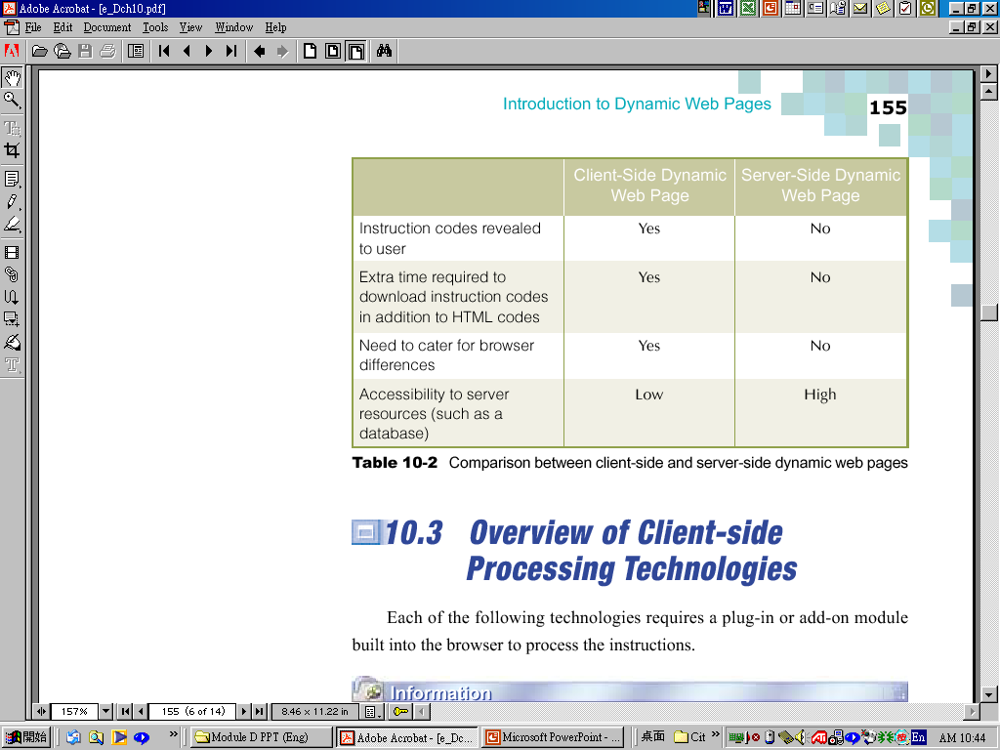 Adobe Acrobat - [e_Dch10.pdf]
File Edit Document Tools View Window Help
Introduction to Dynamic Web Pages 155
Client-Side Dynamic Web Page
Server-Side Dynamic Web Page
Instruction codes revealed
to user
Yes No
Extra time required to
download instruction codes
in addition to HTML codes
Yes No
Need to cater for browser
differences
Yes No
Accessibility to server
resources (such as a
database)
Low High
Table 10-2 Comparison between client-side and server-side dynamic web pages
10.3 Overview of Client-side
Processing Technologies
Each of the following technologies requires a plug-in or add-on module
built into the browser to process the instructions.
Information
157% 155 (6 of 14) 8.46 x 11.22 in
開始 Module D PPT (Eng) Adobe Acrobat - [e_Dc... Microsoft PowerPoint - ... 桌面 Cit En AM 10:44